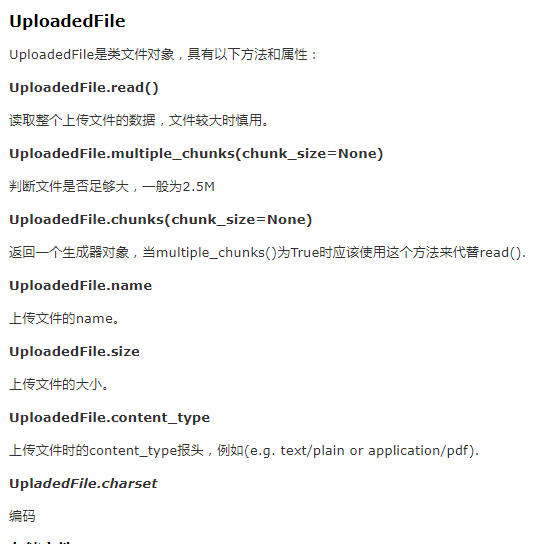 UploadedFile
UploadedFile是类文件对象，具有以下方法和属性：
UploadedFile.read()
读取整个上传文件的数据，文件较大时慎用。
UploadedFile.multiple_chunks(chunk_size=None)
判断文件是否足够大，一般为2.5M
UploadedFile.chunks(chunk_size=None)
返回一个生成器对象，当multiple_chunks()为True时应该使用这个方法来代替read().
UploadedFile.name
上传文件的name。
UploadedFile.size
上传文件的大小。
UploadedFile.content_type
上传文件时的content_type报头，例如(e.g. text/plain or application/pdf).
UpladedFile.charset
编码